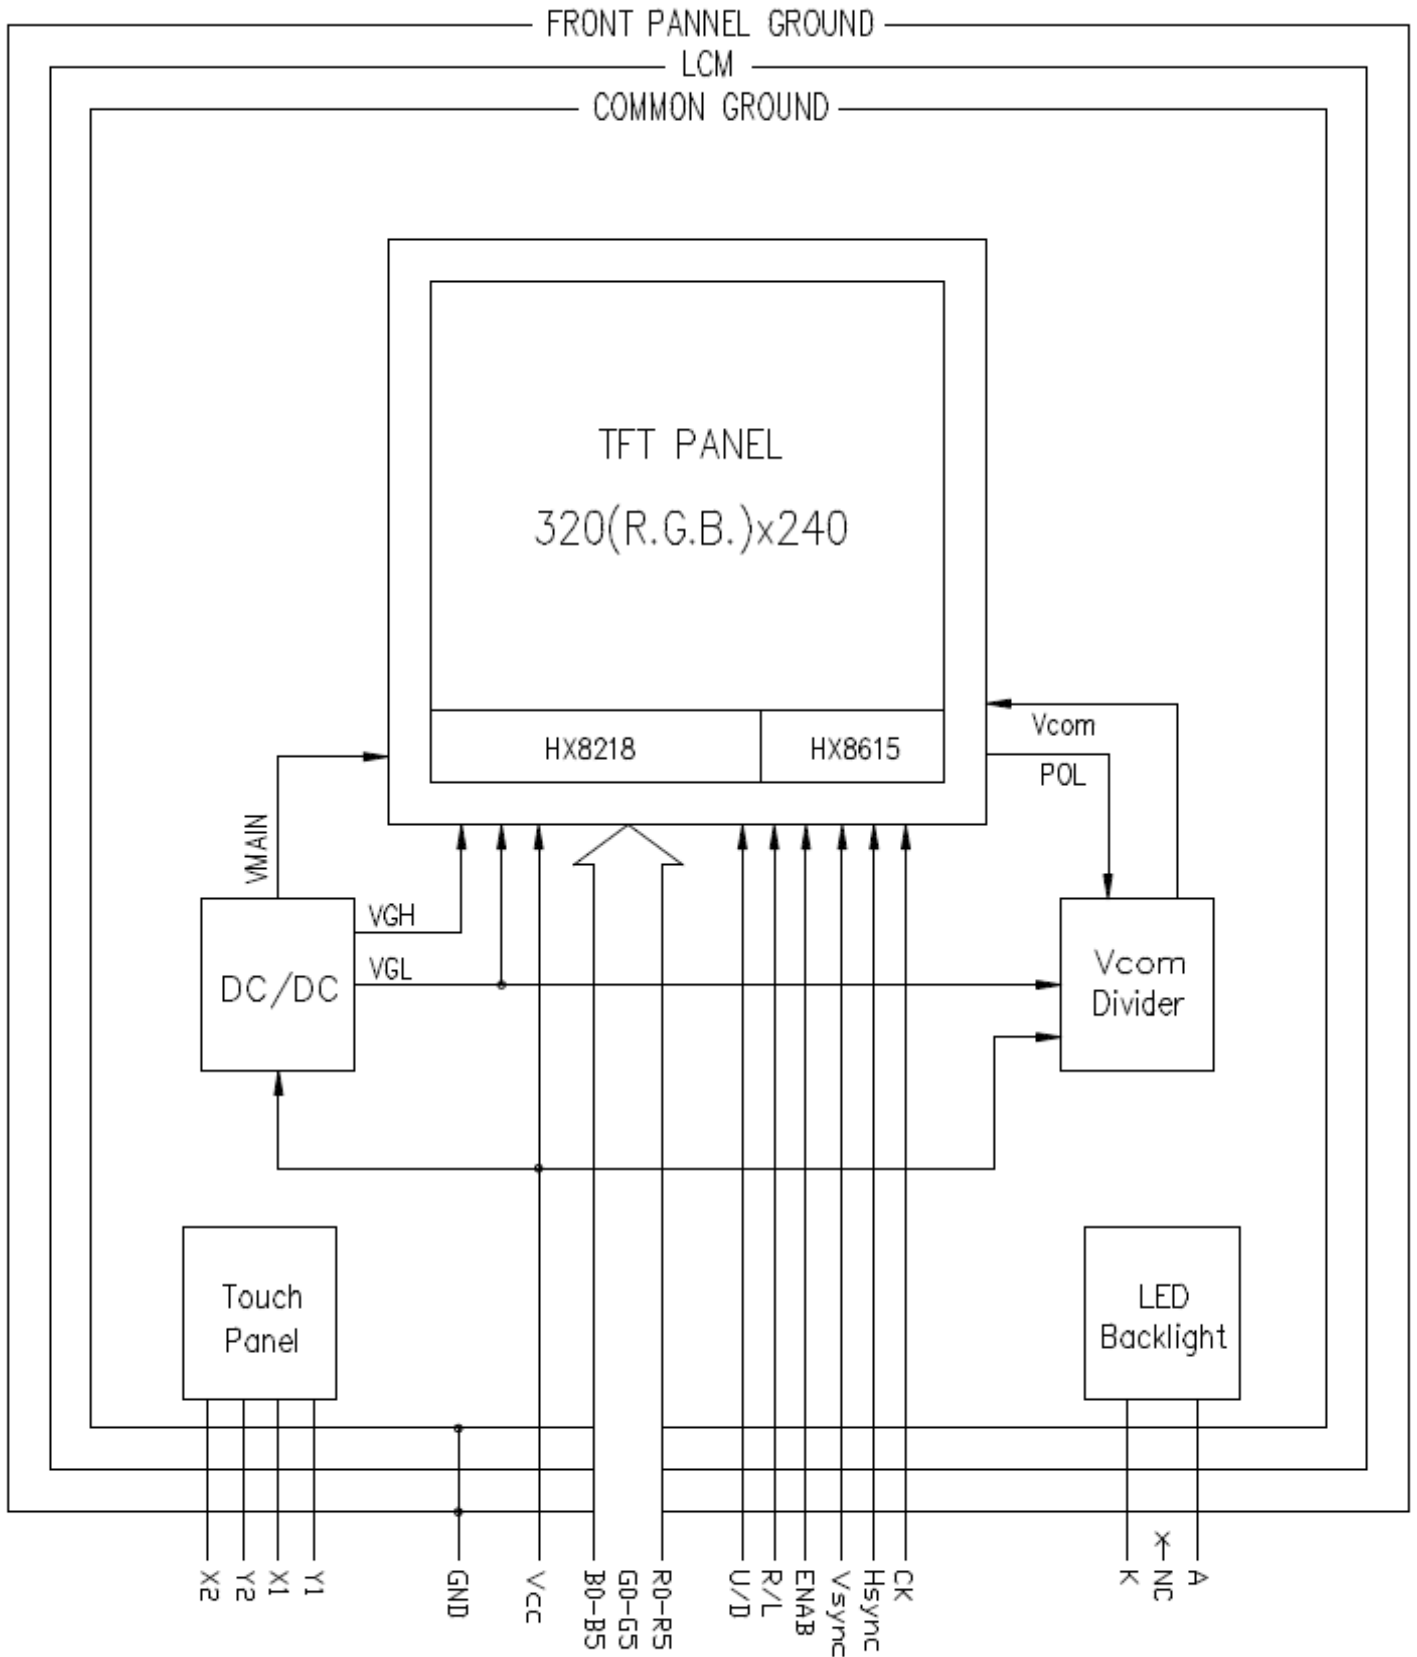 FRONT PANNEL GROUND
LCM
COMMON GROUND
TFT PANEL
320(R.G.B.)x240
HX8218
HX8615
Vcom
POL
VMAIN
VGH
VGL
DC/DC
Vcom
Divider
Touch
Panel
LED
Backlight
X2
Y2
X1
Y1
GND
Vcc
B0-B5
G0-G5
R0-R5
U/D
R/L
ENAB
Vsync
Hsync
CK
K
NC
A